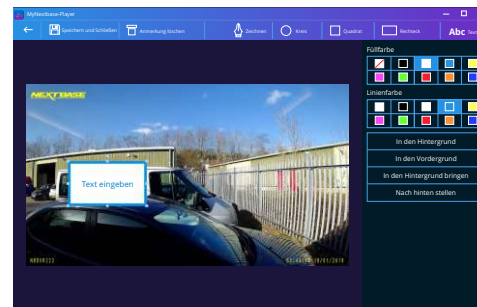 MyNextbase-Player
Speichern und Schließen
Anmerkung löschen
Zeichnen
Kreis
Quadrat
Rechteck
Abc Text
Füllfarbe
Linienfarbe
NEXTBASE
Text eingeben
In den Hintergrund
In den Vordergrund
In den Hintergrund bringen
Nach hinten stellen